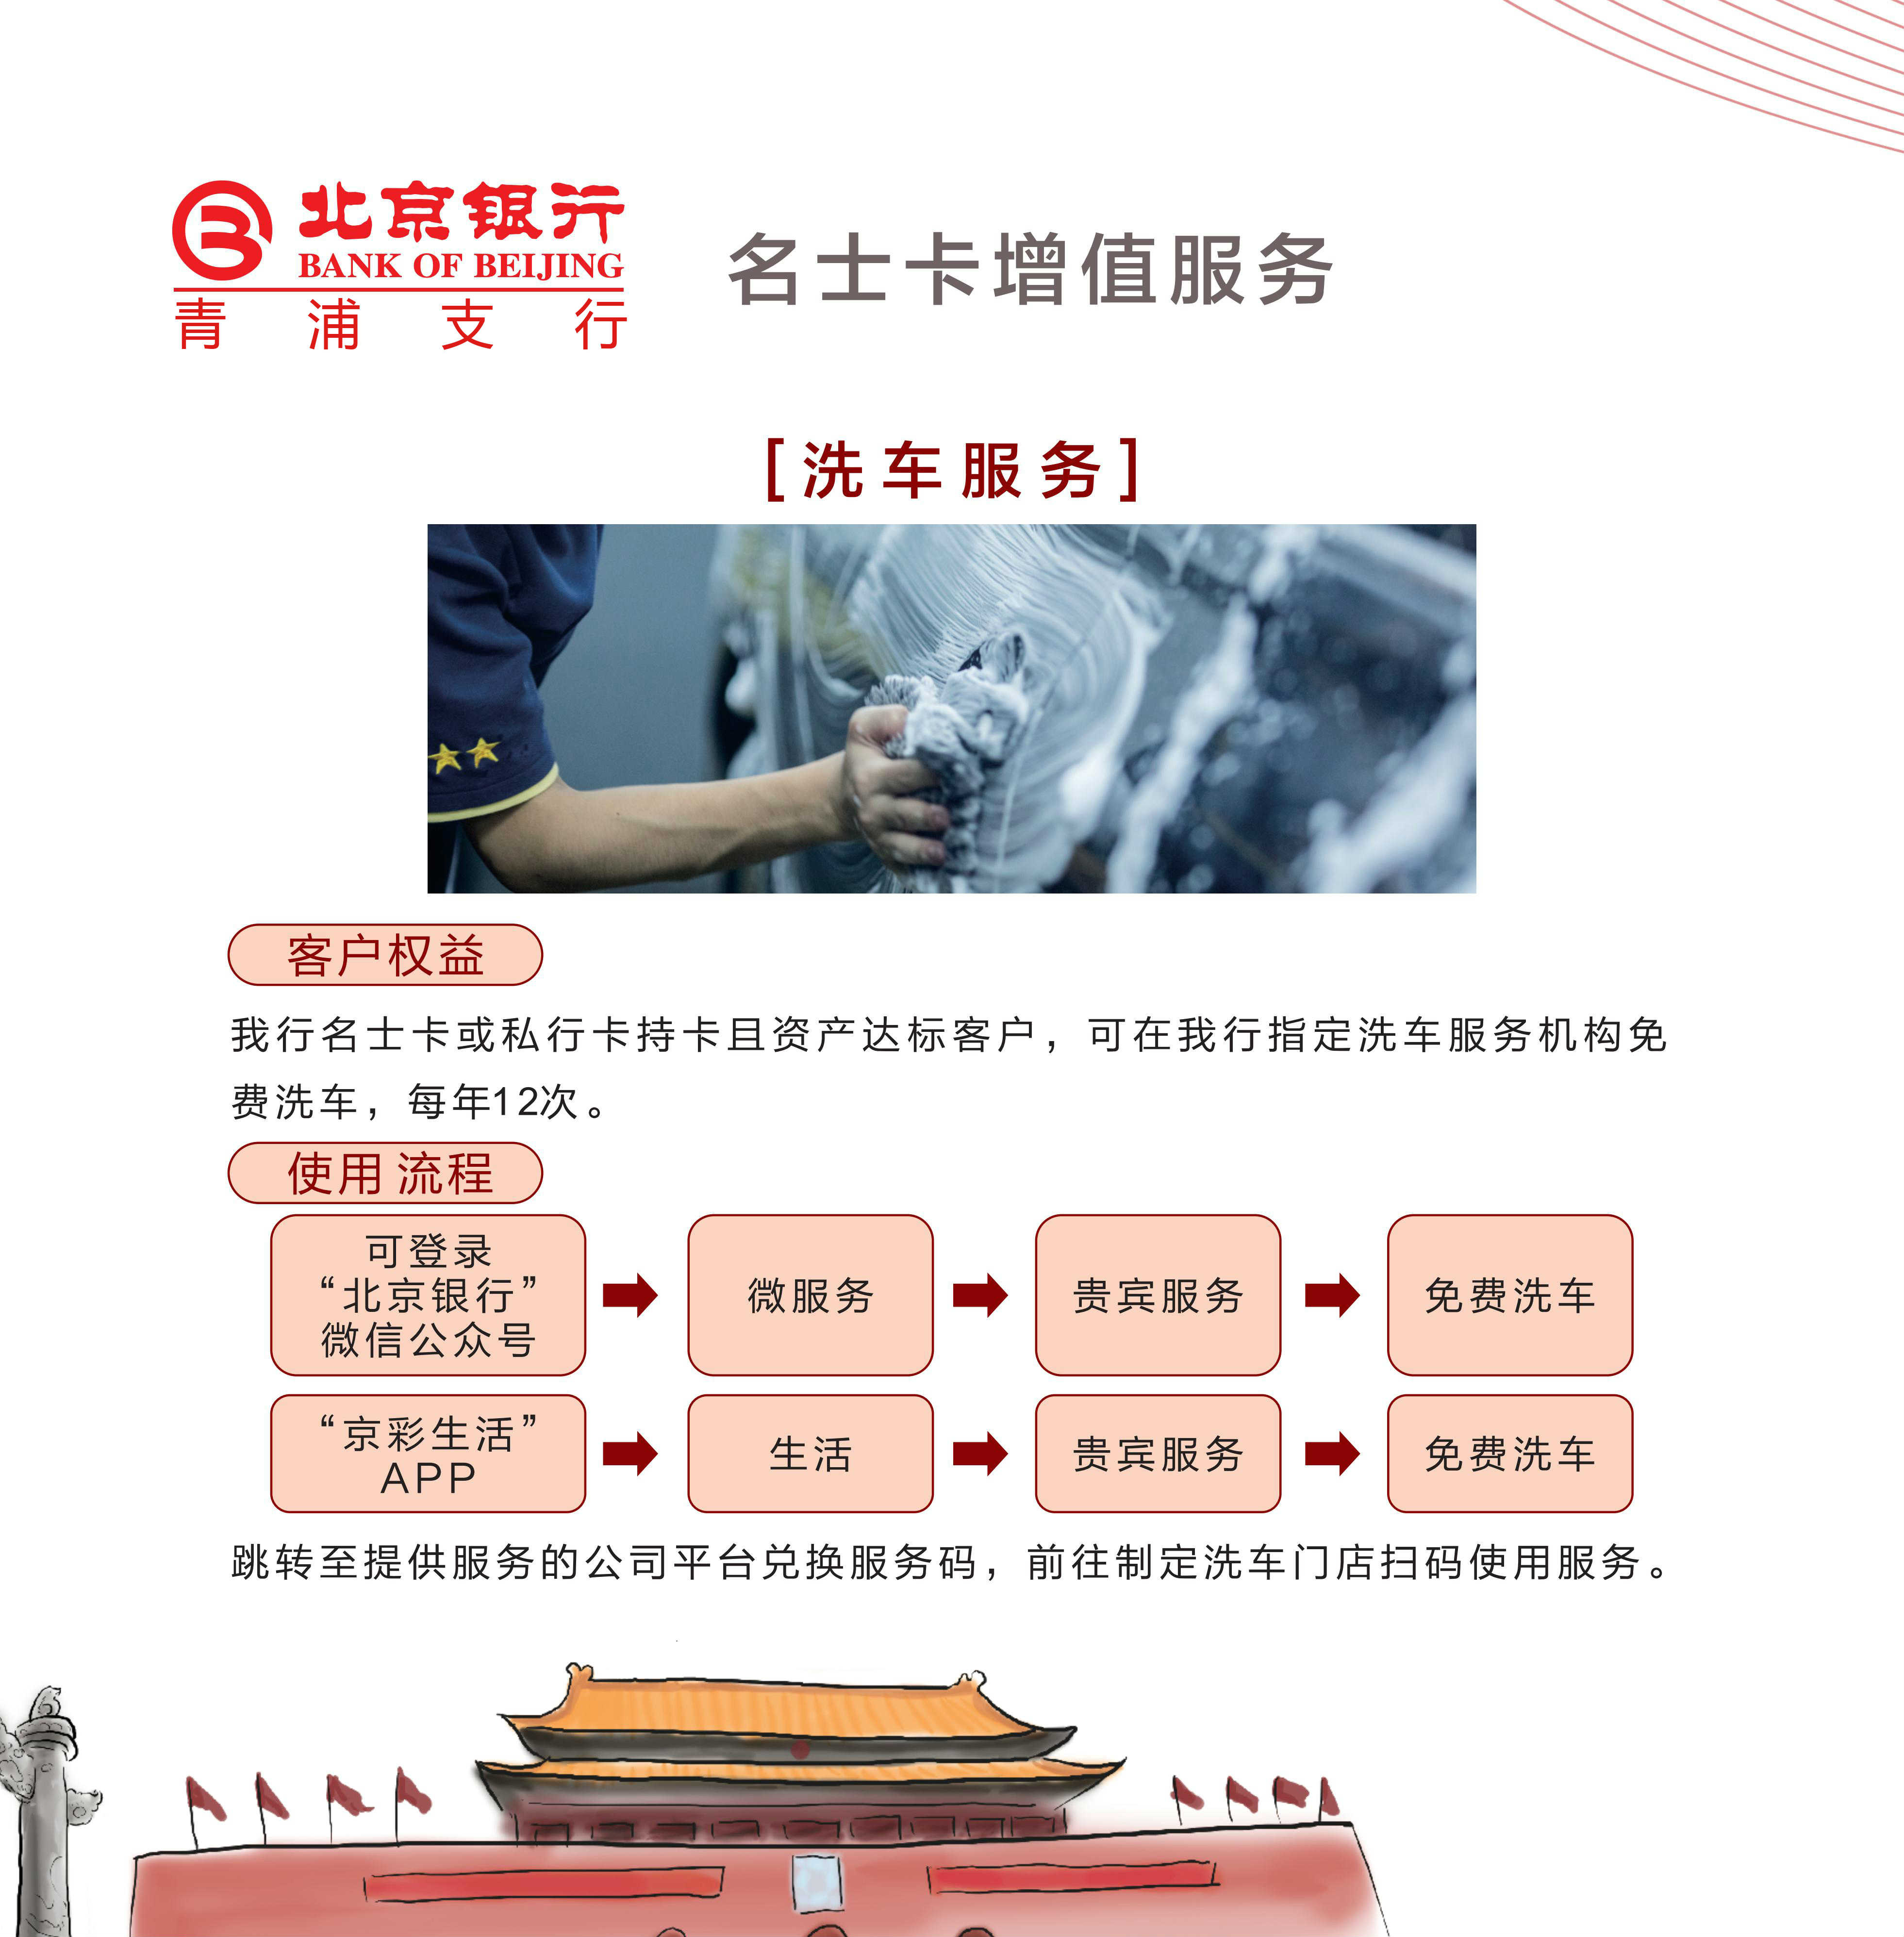 北京银行
BANK OF BEIJING
青浦支行
名士卡增值服务
[洗车服务]
客户权益
我行名士卡或私行卡持卡且资产达标客户，可在我行指定洗车服务机构免
费洗车，每年12次。
使用流程
可登录
“北京银行”
微信公众号
微服务
贵宾服务
免费洗车
“京彩生活”
APP
生活
贵宾服务
免费洗车
跳转至提供服务的公司平台兑换服务码，前往制定洗车门店扫码使用服务。